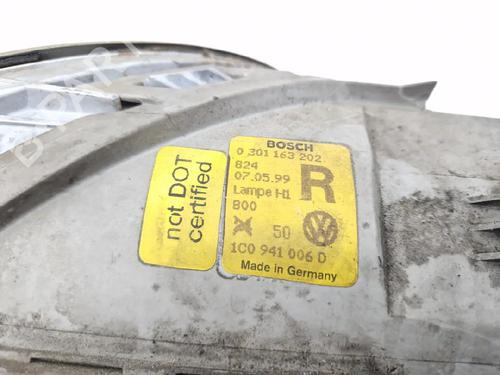 not DOT
certified
BOSCH
0 301 163 202
824
07.05.99
R
Lampe H1
B00
50
1C0 941 006 D
Made in Germany